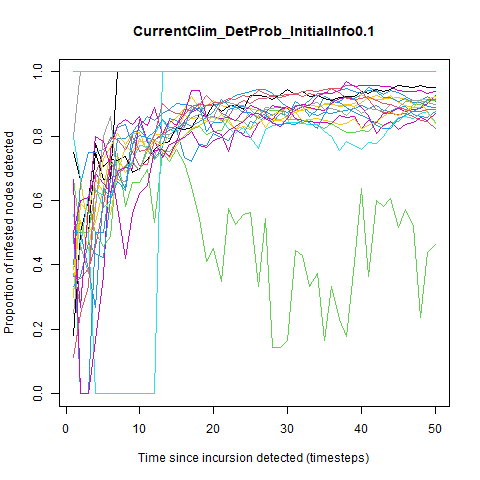 CurrentClim_DetProb_InitialInfo0.1
Proportion of infested nodes detected
1.0
0.8
0.6
0.4
0.2
0.0
0 10 20 30 40 50
Time since incursion detected (timesteps)